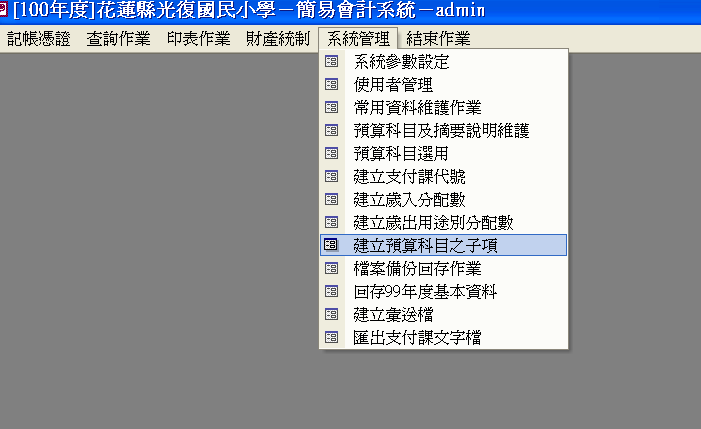 [100年度]花蓮縣光復國民小學－簡易會計系統－admin
記帳憑證 查詢作業 印表作業 財產統制 系統管理 結束作業
系統參數設定
使用者管理
常用資料維護作業
預算科目及摘要說明維護
預算科目選用
建立支付課代號
建立歲入分配數
建立歲出用途別分配數
建立預算科目之子項
檔案備份回存作業
回存99年度基本資料
建立彙送檔
匯出支付課文字檔